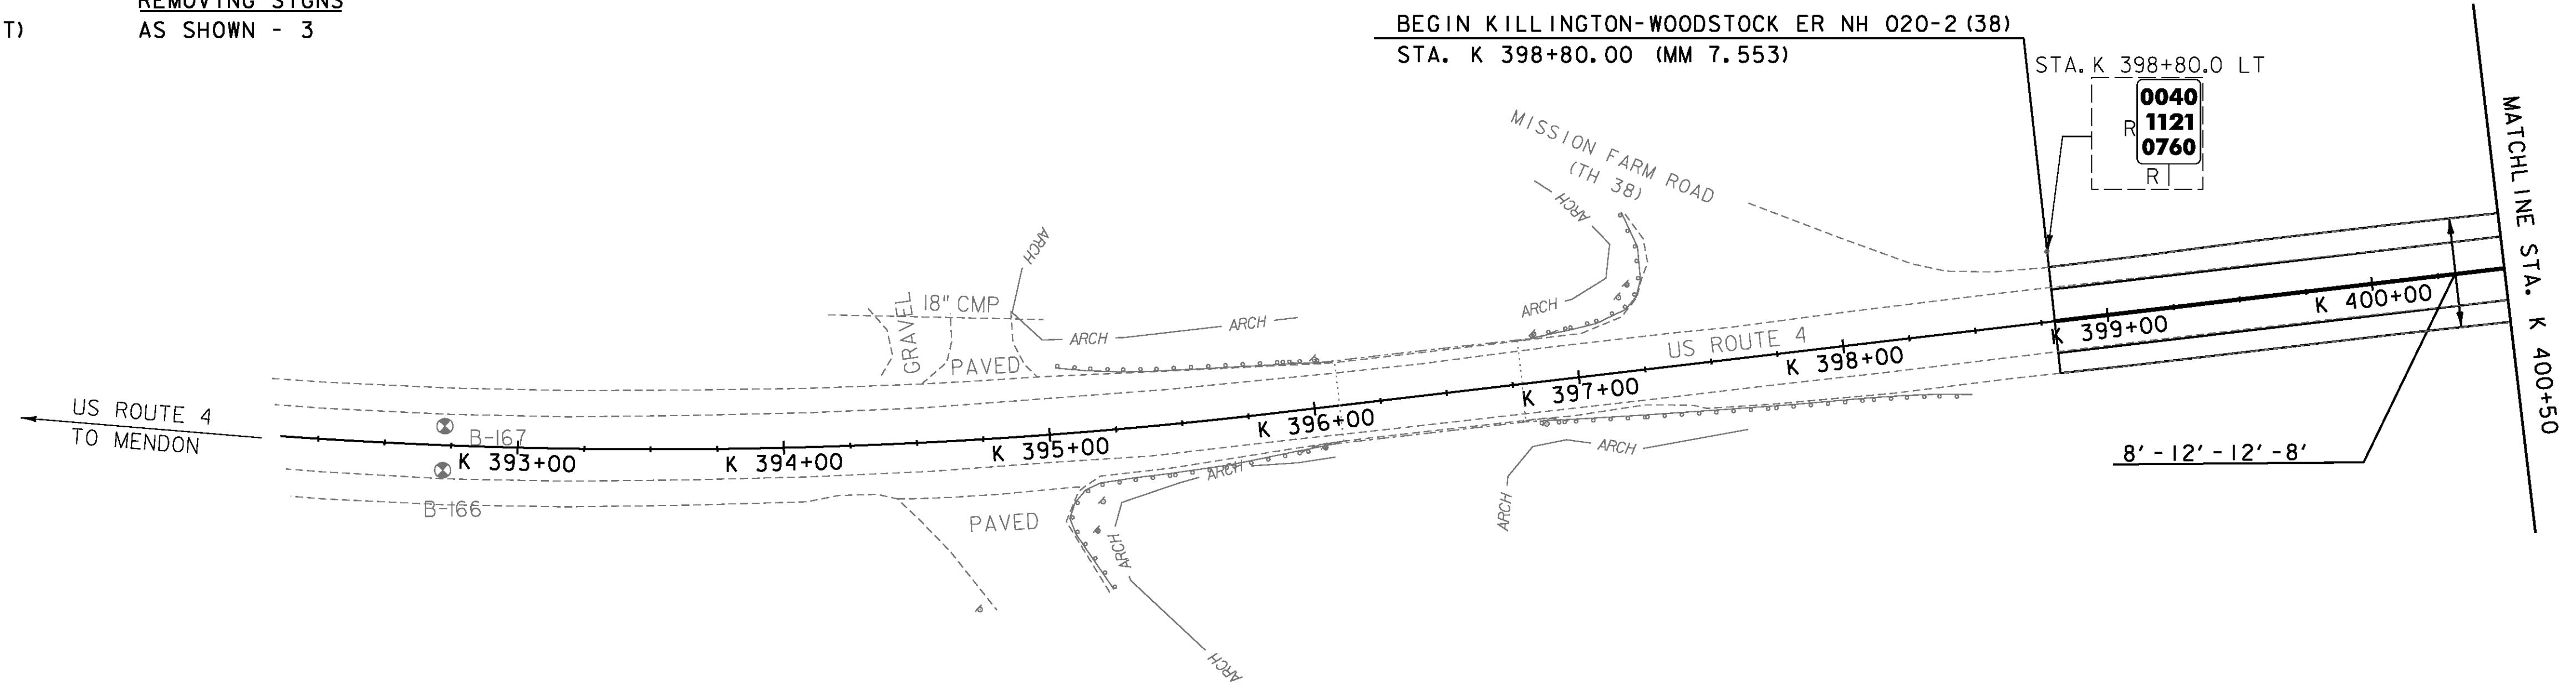 REMOVING SIGNS
T)
AS SHOWN - 3
BEGIN KILLINGTON-WOODSTOCK ER NH 020-2(38)
STA. K 398+80.00 (MM 7.553)
STA. K 398+80.0 LT
0040
R 1121
0760
R
MATCHLINE STA. K 400+50
MISSION FARM ROAD
(TH 38)
ARCH
ARCH
ARCH
ARCH
ARCH
GRAVEL
18" CMP
PAVED
US ROUTE 4
K 400+00
K 399+00
K 398+00
K 397+00
K 396+00
K 395+00
K 394+00
K 393+00
US ROUTE 4
TO MENDON
B-167
B-166
8'-12'-12'-8'
ARCH
ARCH
ARCH
ARCH
ARCH
PAVED